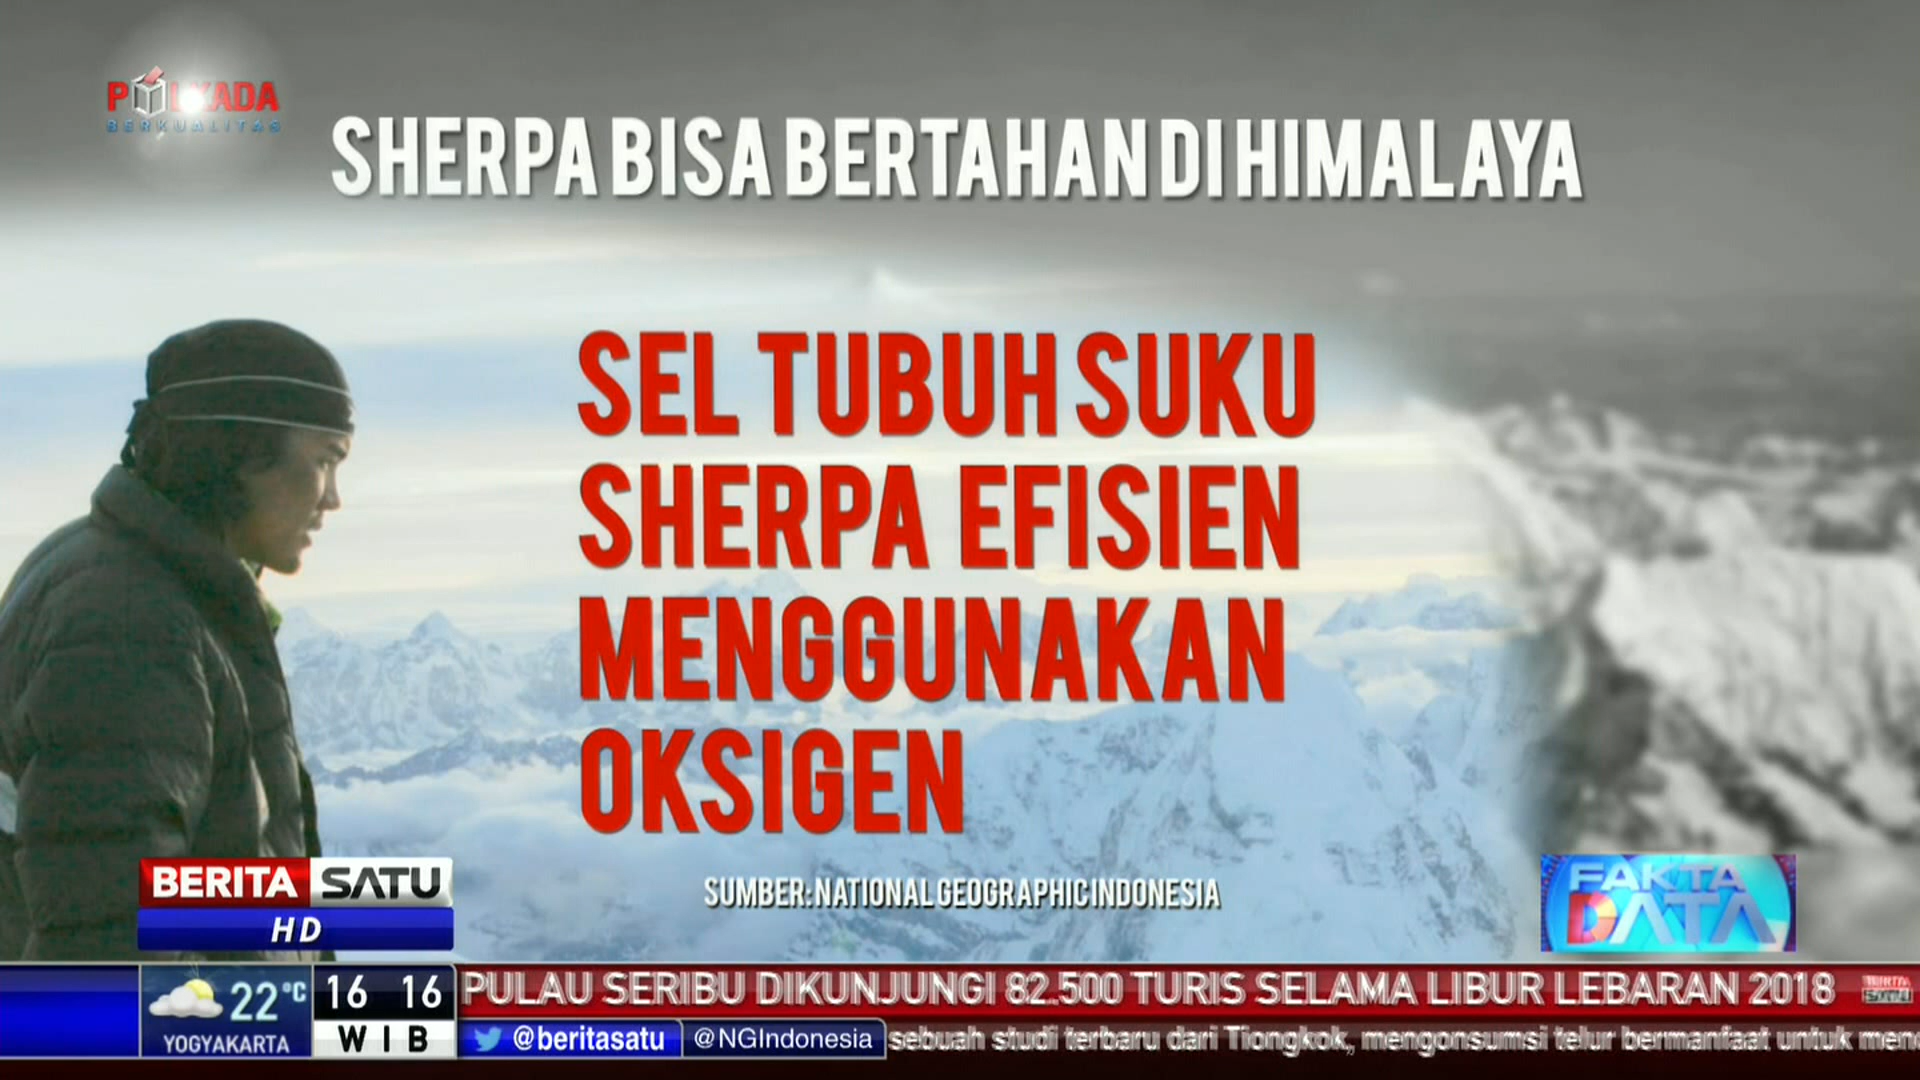 PILKADA
BERKUALITAS
SHERPA BISA BERTAHAN DI HIMALAYA
SEL TUBUH SUKU
SHERPA EFISIEN
MENGGUNAKAN
OKSIGEN
SUMBER: NATIONAL GEOGRAPHIC INDONESIA
BERITA SATU
HD
FAKTA
DATA
22°C
YOGYAKARTA
16 16
WIB
PULAU SERIBU DIKUNJUNGI 82.500 TURIS SELAMA LIBUR LEBARAN 2018
BERITA
SATU
@beritasatu
@NGIndonesia
sebuah studi terbaru dari Tiongkok, mengonsumsi telur bermanfaat untuk